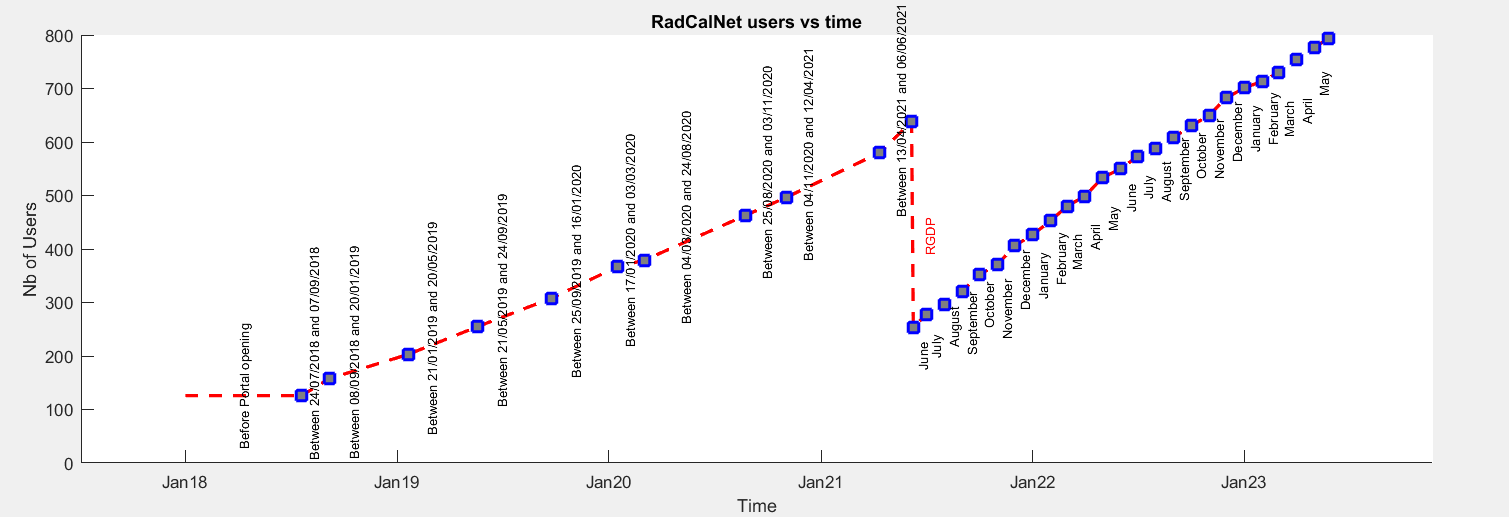 RadCalNet users vs time
Nb of Users
800
700
600
500
400
300
200
100
0
Before Portal opening
Between 24/07/2018 and 07/09/2018
Between 08/09/2018 and 20/01/2019
Between 21/01/2019 and 20/05/2019
Between 21/05/2019 and 24/09/2019
Between 25/09/2019 and 16/01/2020
Between 17/01/2020 and 03/03/2020
Between 04/03/2020 and 24/08/2020
Between 25/08/2020 and 03/11/2020
Between 04/11/2020 and 12/04/2021
Between 13/04/2021 and 06/06/2021
RGDP
June
July
August
September
October
November
December
January
February
March
April
May
June
July
August
September
October
November
December
January
February
March
April
May
Jan18
Jan19
Jan20
Jan21
Jan22
Jan23
Time